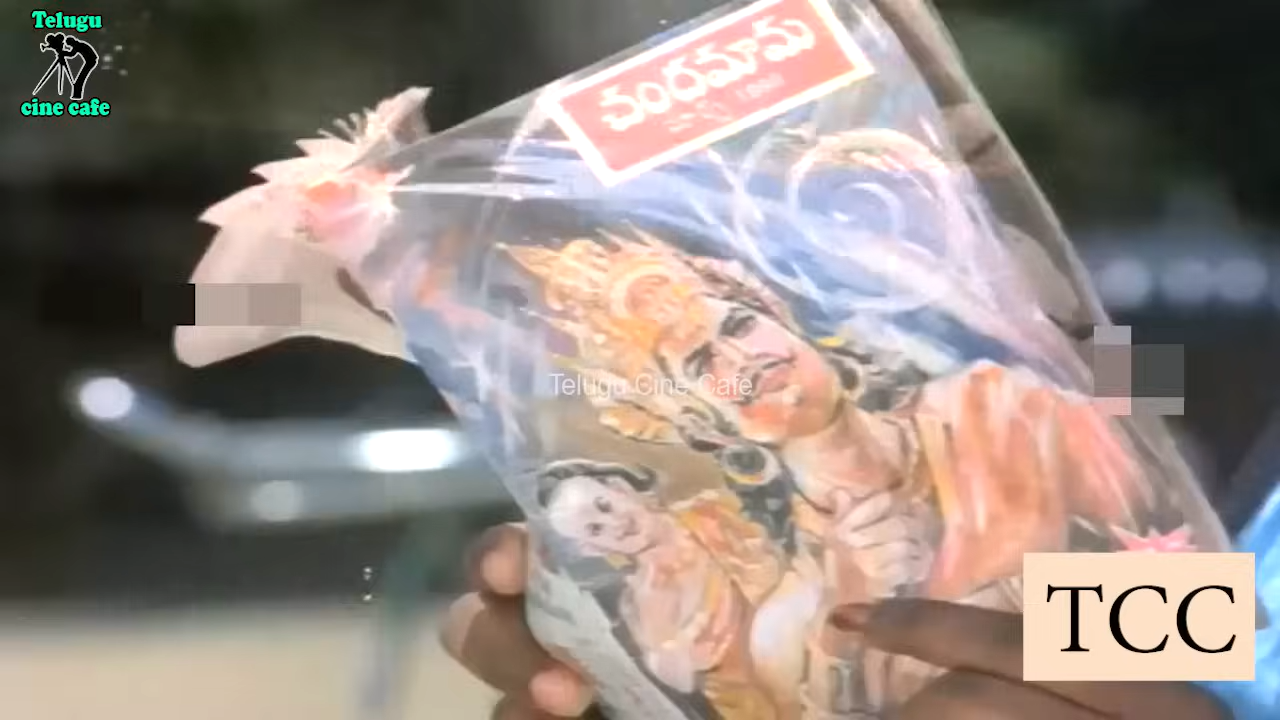 Telugu
cine cafe
చందమామ
Telugu Cine Cafe
TCC